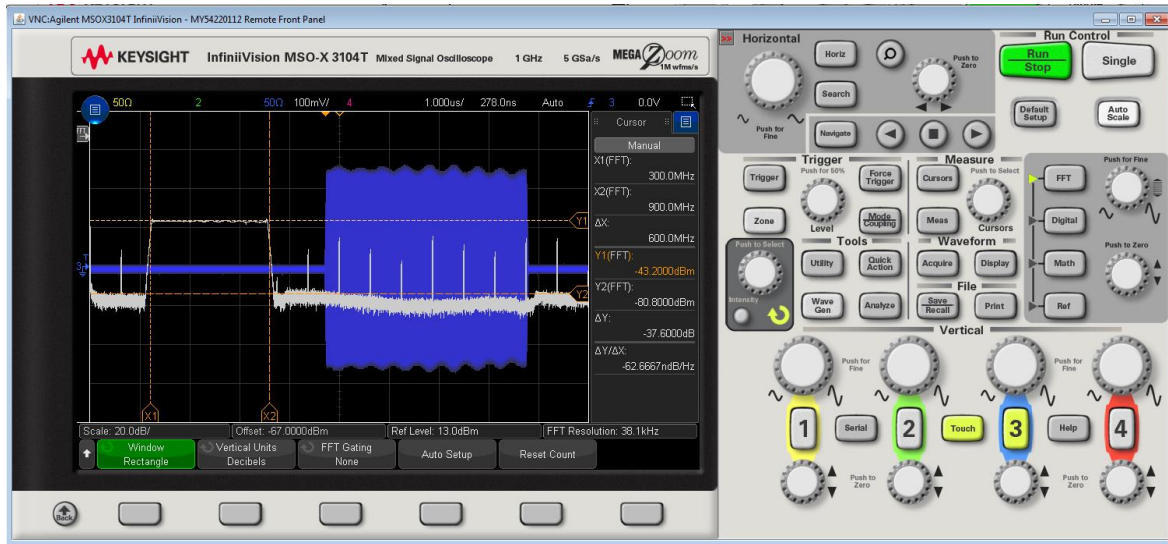 VNC:Agilent MSOX3104T InfiniiVision - MY54220112 Remote Front Panel
KEYSIGHT InfiniiVision MSO-X 3104T Mixed Signal Oscilloscope 1 GHz 5 GSa/s MEGA Zoom
1M wfms/s
50Ω 2 50Ω 100mV/ 4 1.000us/ 278.0ns Auto 3 0.0V
Cursor
Manual
X1(FFT):
300.0MHz
X2(FFT):
900.0MHz
ΔX:
600.0MHz
Y1(FFT):
-43.2000dBm
Y2(FFT):
-80.8000dBm
ΔY:
-37.6000dB
ΔY/ΔX:
-62.6667ndB/Hz
Y1
T
3
Y2
X1 X2
Scale: 20.0dB/ Offset: -67.0000dBm Ref Level: 13.0dBm FFT Resolution: 38.1kHz
Window
Rectangle
Vertical Units
Decibels
FFT Gating
None
Auto Setup
Reset Count
Back
Horizontal
Push for
Fine
Horiz
Search
Navigate
Push to
Zero
Run Control
Run
Stop
Single
Default
Setup
Auto
Scale
Trigger
Trigger
Push for 50%
Force
Trigger
Zone
Level
Mode
Coupling
Measure
Cursors
Push to Select
Meas
Cursors
FFT
Push for Fine
Digital
Math
Push to Zero
Ref
Push to Select
Intensity
Tools
Utility
Quick
Action
Wave
Gen
Analyze
Waveform
Acquire
Display
File
Save
Recall
Print
Vertical
Push for
Fine
Push for
Fine
1 Serial 2 Touch 3 Help 4
Push to
Zero
Push to
Zero